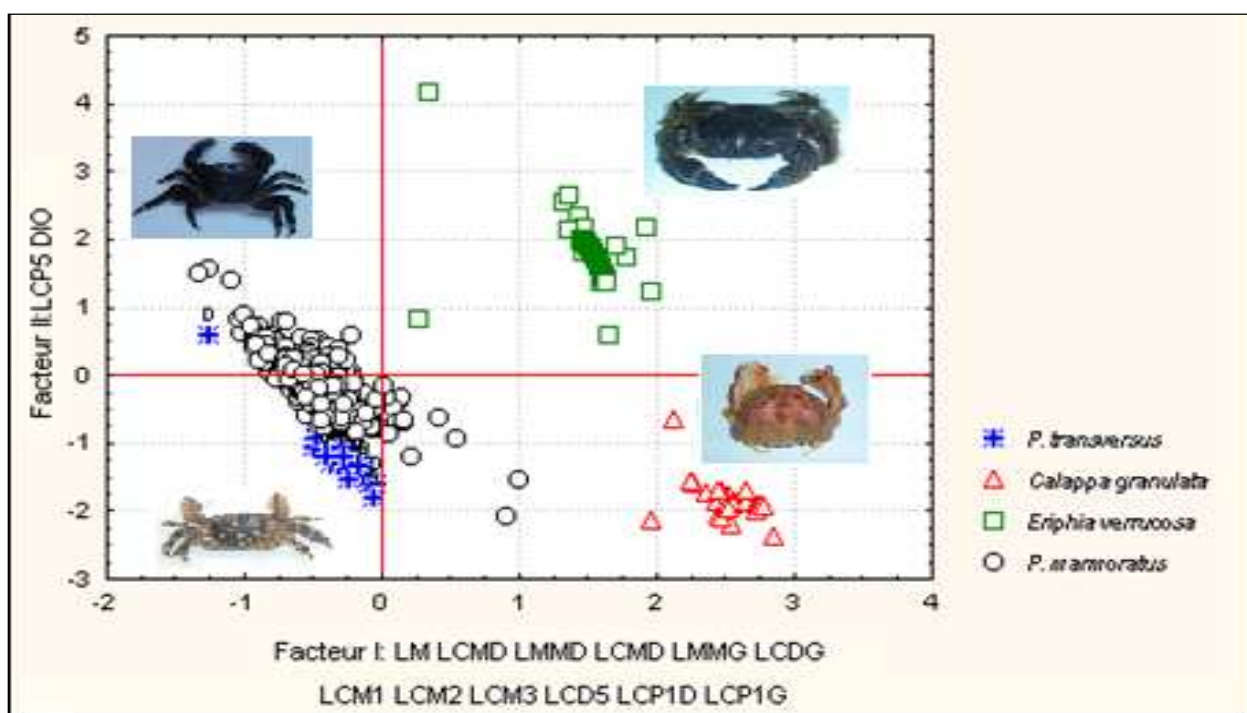 5
4
3
2
1
0
-1
-2
-3
-2 -1 0 1 2 3 4
Facteur II:LCP5 DIO
Facteur I: LM LCMD LMMD LCMD LMMG LCDG
LCM1 LCM2 LCM3 LCD5 LCP1D LCP1G
P. transversus
Calappa granulata
Eriphia verrucosa
P. marmoratus